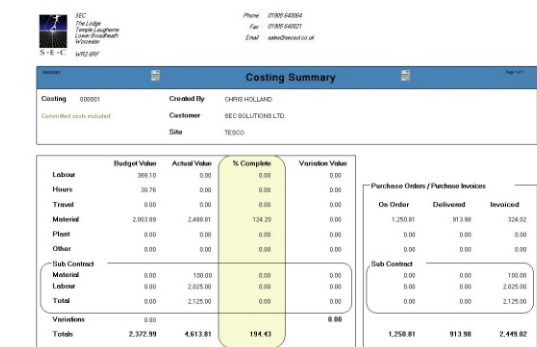 SEC
The Lodge
Temple Laugherne
Lower Broadheath
Worcester
WR2 6RF
S·E·C
Phone 01905 640064
Fax 01905 640021
Email sales@secsol.co.uk
Costing Summary
Page 1 of 1
Costing 000001
Created By CHRIS HOLLAND
Committed costs included
Customer SEC SOLUTIONS LTD
Site TESCO
Budget Value Actual Value % Complete Variation Value
Labour 369.10 0.00 0.00 0.00
Hours 30.76 0.00 0.00 0.00
Purchase Orders / Purchase Invoices
Travel 0.00 0.00 0.00 0.00
On Order Delivered Invoiced
Material 2,003.89 2,488.81 124.20 0.00 1,250.81 913.98 324.02
Plant 0.00 0.00 0.00 0.00 0.00 0.00 0.00
Other 0.00 0.00 0.00 0.00 0.00 0.00 0.00
Sub Contract
Sub Contract
Material 0.00 100.00 0.00 0.00 0.00 0.00 100.00
Labour 0.00 2,025.00 0.00 0.00 0.00 0.00 2,025.00
Total 0.00 2,125.00 0.00 0.00 0.00 0.00 2,125.00
Variations 0.00 0.00
Totals 2,372.99 4,613.81 194.43 1,250.81 913.98 2,449.02